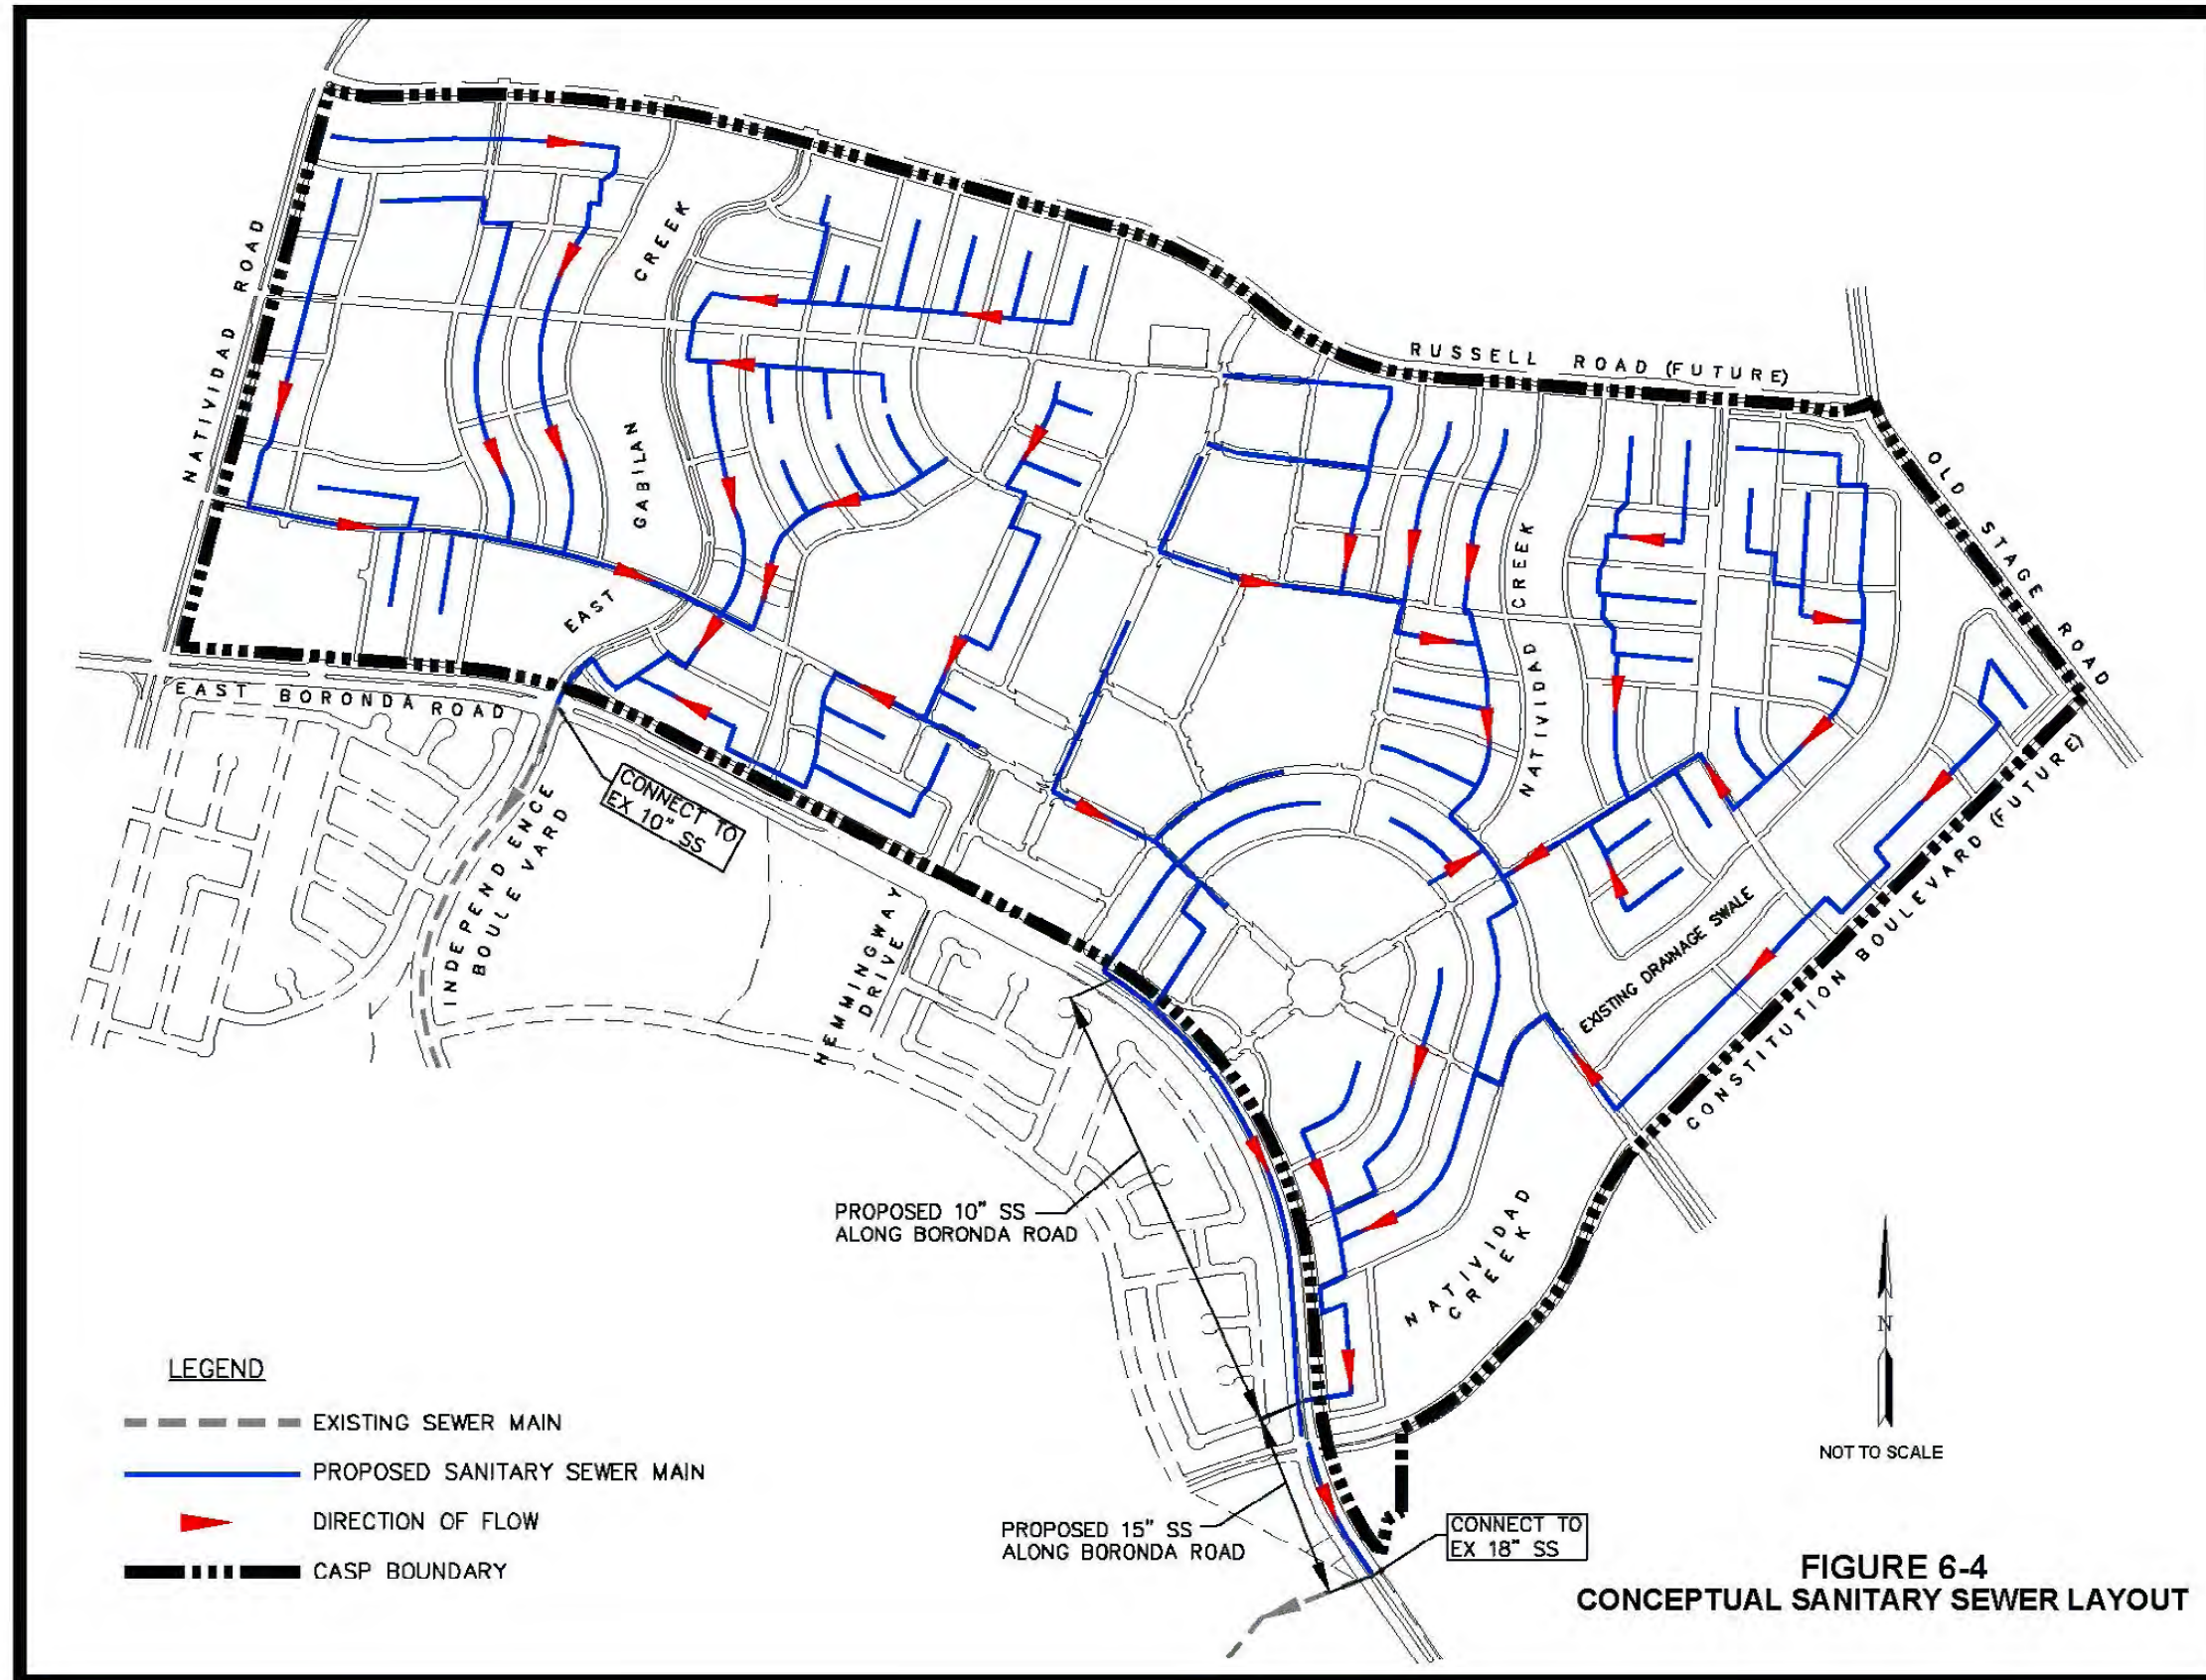 NATIVIDAD ROAD
NATIVIDAD ROAD
CREEK
GABILAN
EAST
RUSSELL ROAD (FUTURE)
OLD STAGE ROAD
NATIVIDAD CREEK
EAST BORONDA ROAD
CONNECT TO
EX 10" SS
INDEPENDENCE
BOULEVARD
HEMMINGWAY
DRIVE
EXISTING DRAINAGE SWALE
CONSTITUTION BOULEVARD (FUTURE)
PROPOSED 10" SS
ALONG BORONDA ROAD
NATIVIDAD
CREEK
N
NOT TO SCALE
LEGEND
EXISTING SEWER MAIN
PROPOSED SANITARY SEWER MAIN
DIRECTION OF FLOW
CASP BOUNDARY
PROPOSED 15" SS
ALONG BORONDA ROAD
CONNECT TO
EX 18" SS
FIGURE 6-4
CONCEPTUAL SANITARY SEWER LAYOUT